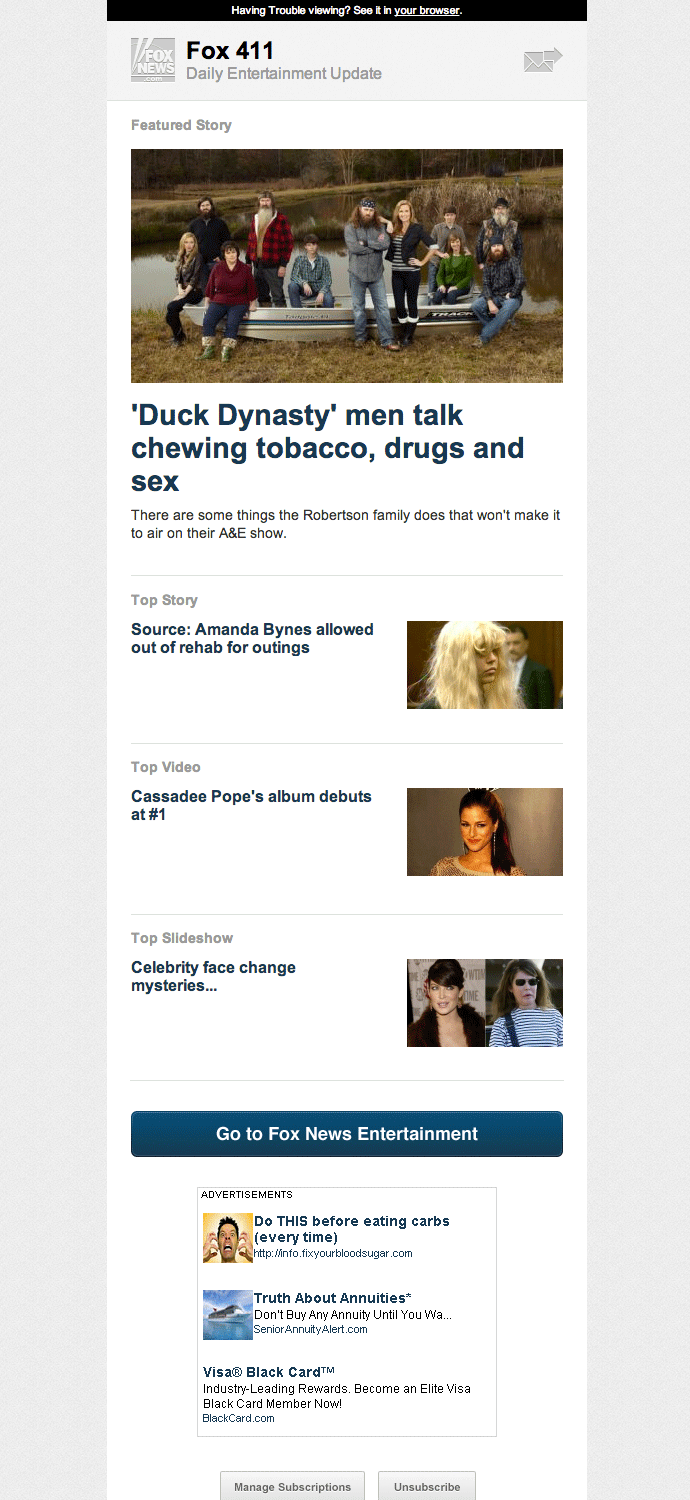 Having Trouble viewing? See it in your browser.
FOX
NEWS
.com
Fox 411
Daily Entertainment Update
Featured Story
TRACKER
'Duck Dynasty' men talk
chewing tobacco, drugs and
sex
There are some things the Robertson family does that won't make it
to air on their A&E show.
Top Story
Source: Amanda Bynes allowed
out of rehab for outings
Top Video
Cassadee Pope's album debuts
at #1
Top Slideshow
Celebrity face change
mysteries...
Go to Fox News Entertainment
ADVERTISEMENTS
Do THIS before eating carbs
(every time)
http://info.fixyourbloodsugar.com
Truth About Annuities*
Don't Buy Any Annuity Until You Wa...
SeniorAnnuityAlert.com
Visa® Black Card™
Industry-Leading Rewards. Become an Elite Visa
Black Card Member Now!
BlackCard.com
Manage Subscriptions
Unsubscribe